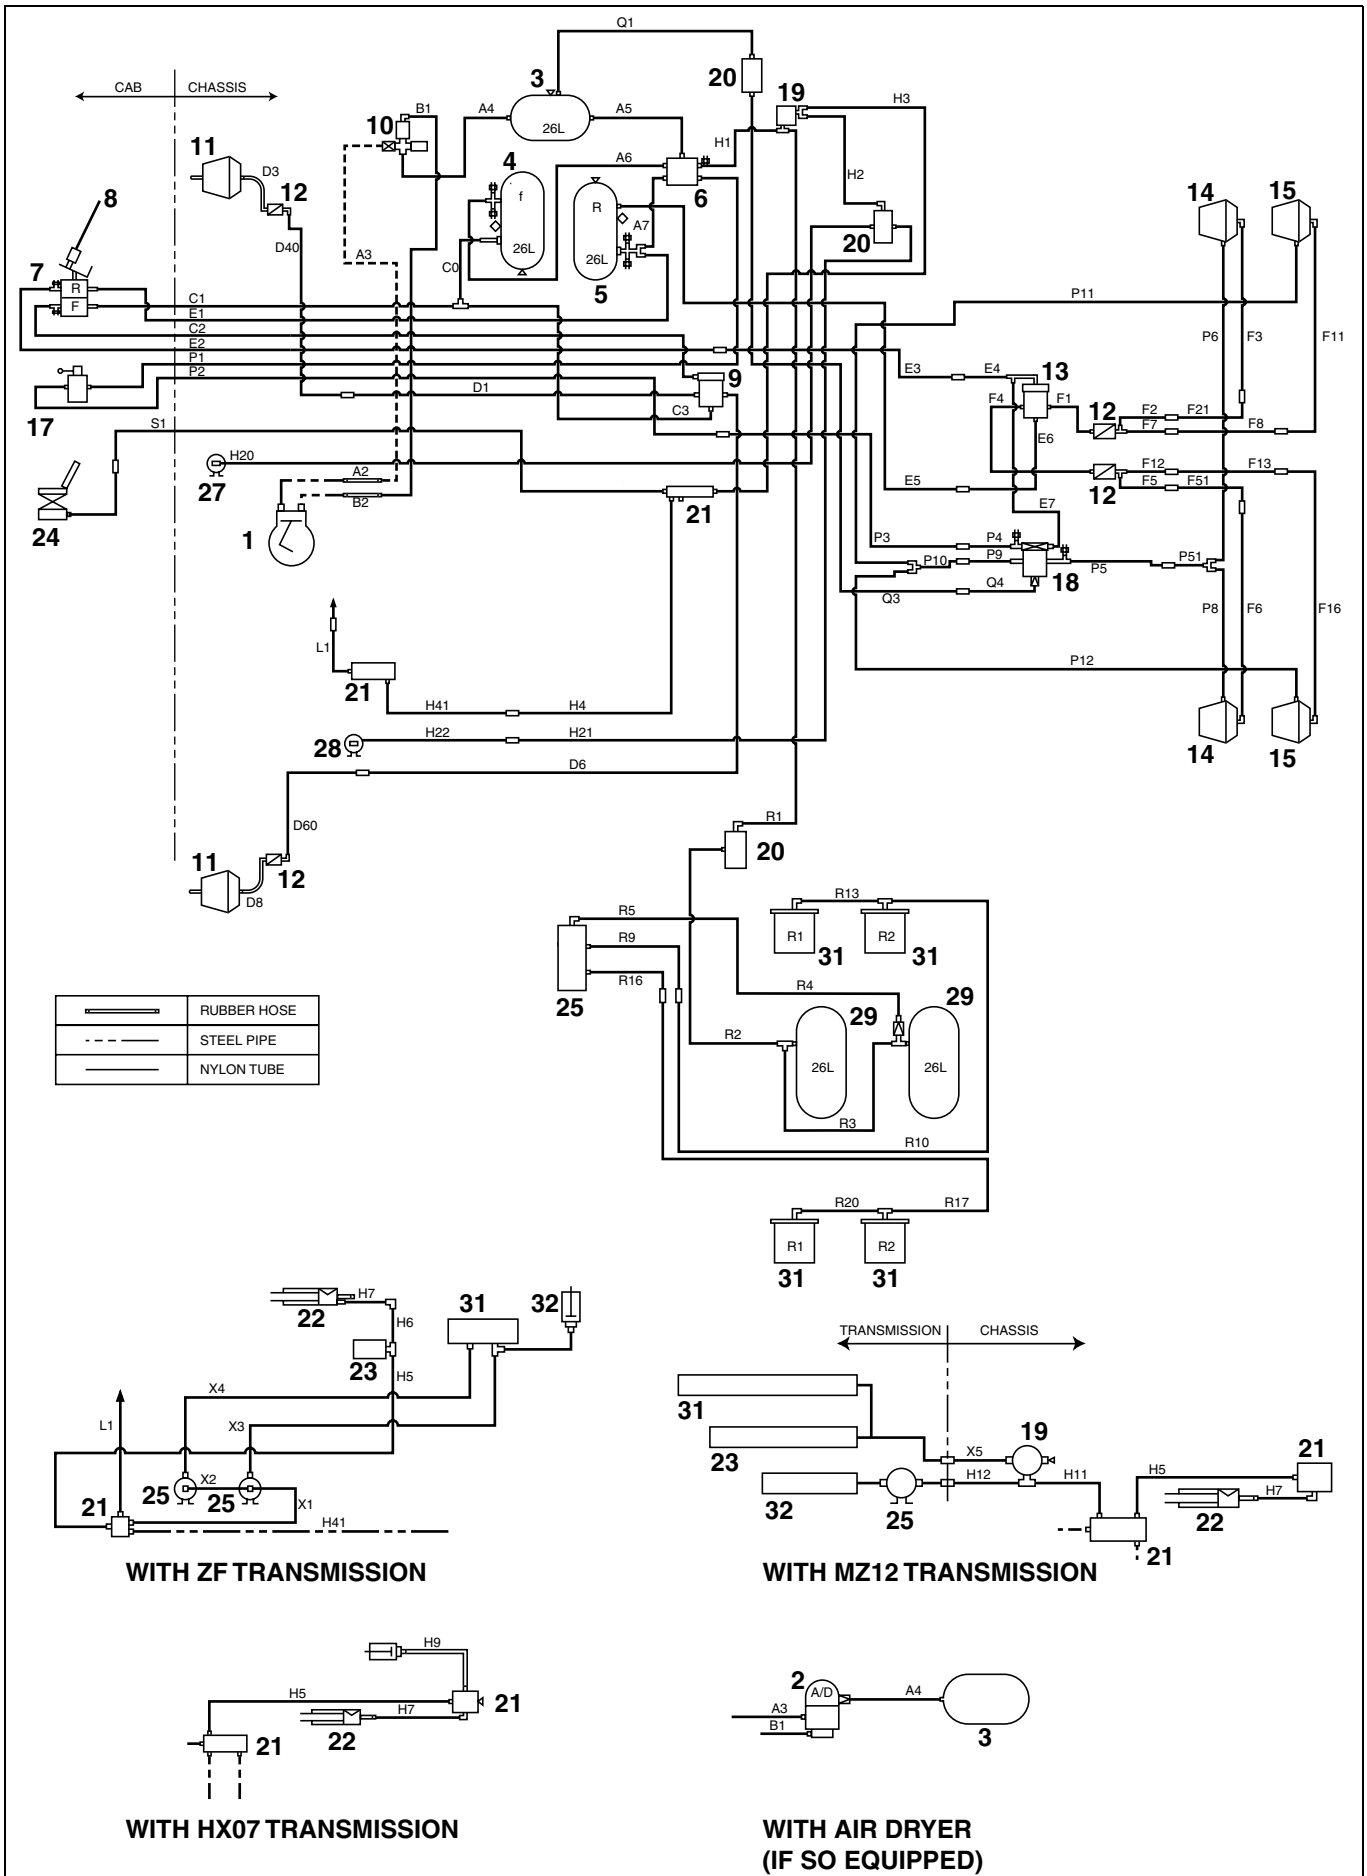 Q1
CAB CHASSIS
3
20
19
H3
B1
A4
A5
10
26L
H1
11
D3
12
4
A6
6
H2
14
15
8
f
R
A7
20
D40
A3
26L
26L
C0
5
7
R
F
C1
E1
C2
E2
P1
P2
P11
P6
F3
F11
17
D1
9
C3
E3
E4
13
F4
F1
12
F2
F21
F7
F8
E6
S1
H20
27
A2
B2
F12
F13
F5
F51
12
E5
24
1
21
E7
P3
P4
P10
P9
P5
P51
18
Q3
Q4
P8
F6
F16
L1
21
H41
H4
P12
28
H22
H21
14
15
D6
D60
R1
20
11
12
D8
R13
R5
R1
R2
R9
31
31
R16
25
R4
29
29
RUBBER HOSE
STEEL PIPE
NYLON TUBE
R2
26L
26L
R3
R10
R20
R17
R1
R2
31
31
H7
22
31
32
H6
23
H5
X4
L1
X3
X2
25
25
21
X1
H41
WITH ZF TRANSMISSION
TRANSMISSION CHASSIS
31
23
19
X5
21
H12
H11
H5
H7
32
25
22
21
WITH MZ12 TRANSMISSION
H9
H5
21
H7
21
22
WITH HX07 TRANSMISSION
2
A/D
A4
A3
B1
3
WITH AIR DRYER
(IF SO EQUIPPED)